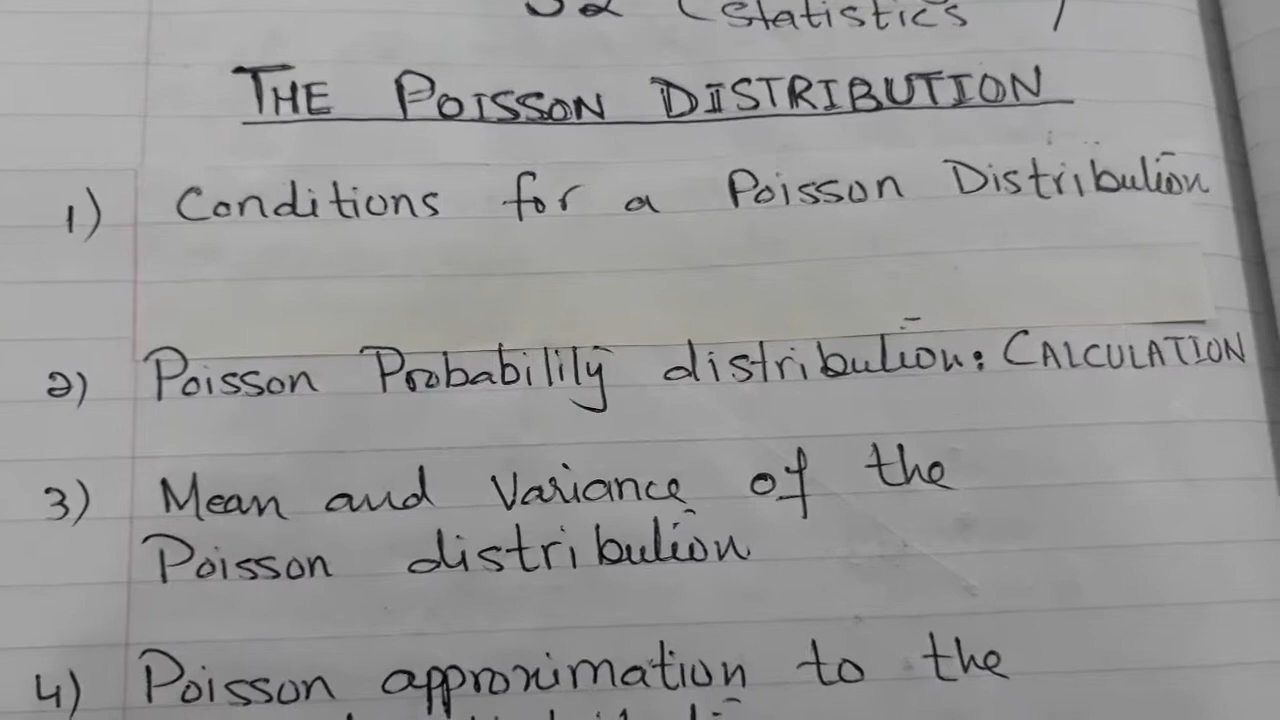 S2 (Statistics )
THE POISSON DISTRIBUTION
1) Conditions for a Poisson Distribution
2) Poisson Probability distribution: CALCULATION
3) Mean and Variance of the
Poisson distribution
4) Poisson approximation to the